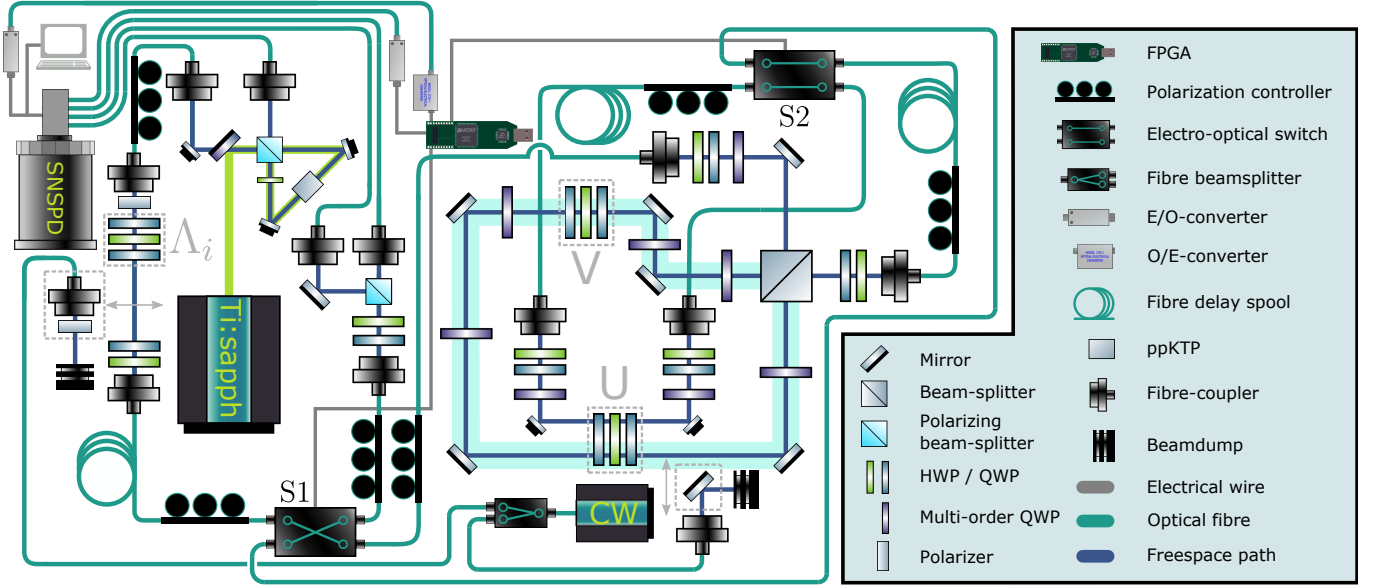 SNSPD
Λi
Ti:sapph
S1
S2
V
U
CW
FPGA
Polarization controller
Electro-optical switch
Fibre beamsplitter
E/O-converter
O/E-converter
Fibre delay spool
ppKTP
Fibre-coupler
Beamdump
Electrical wire
Optical fibre
Freespace path
Mirror
Beam-splitter
Polarizing
beam-splitter
HWP / QWP
Multi-order QWP
Polarizer